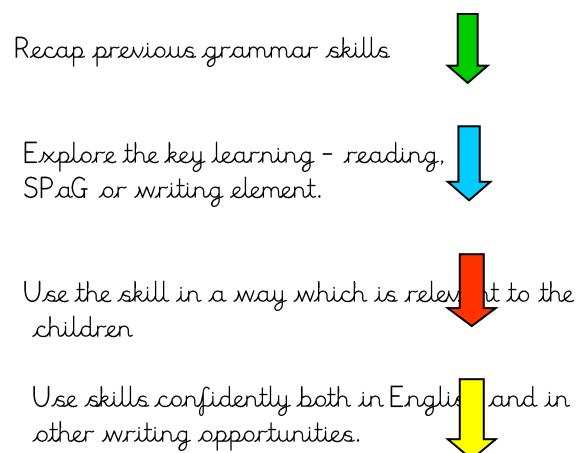 Recap previous grammar skills
Explore the key learning - reading,
SPaG or writing element.
Use the skill in a way which is relevant to the
children
Use skills confidently both in English and in
other writing opportunities.